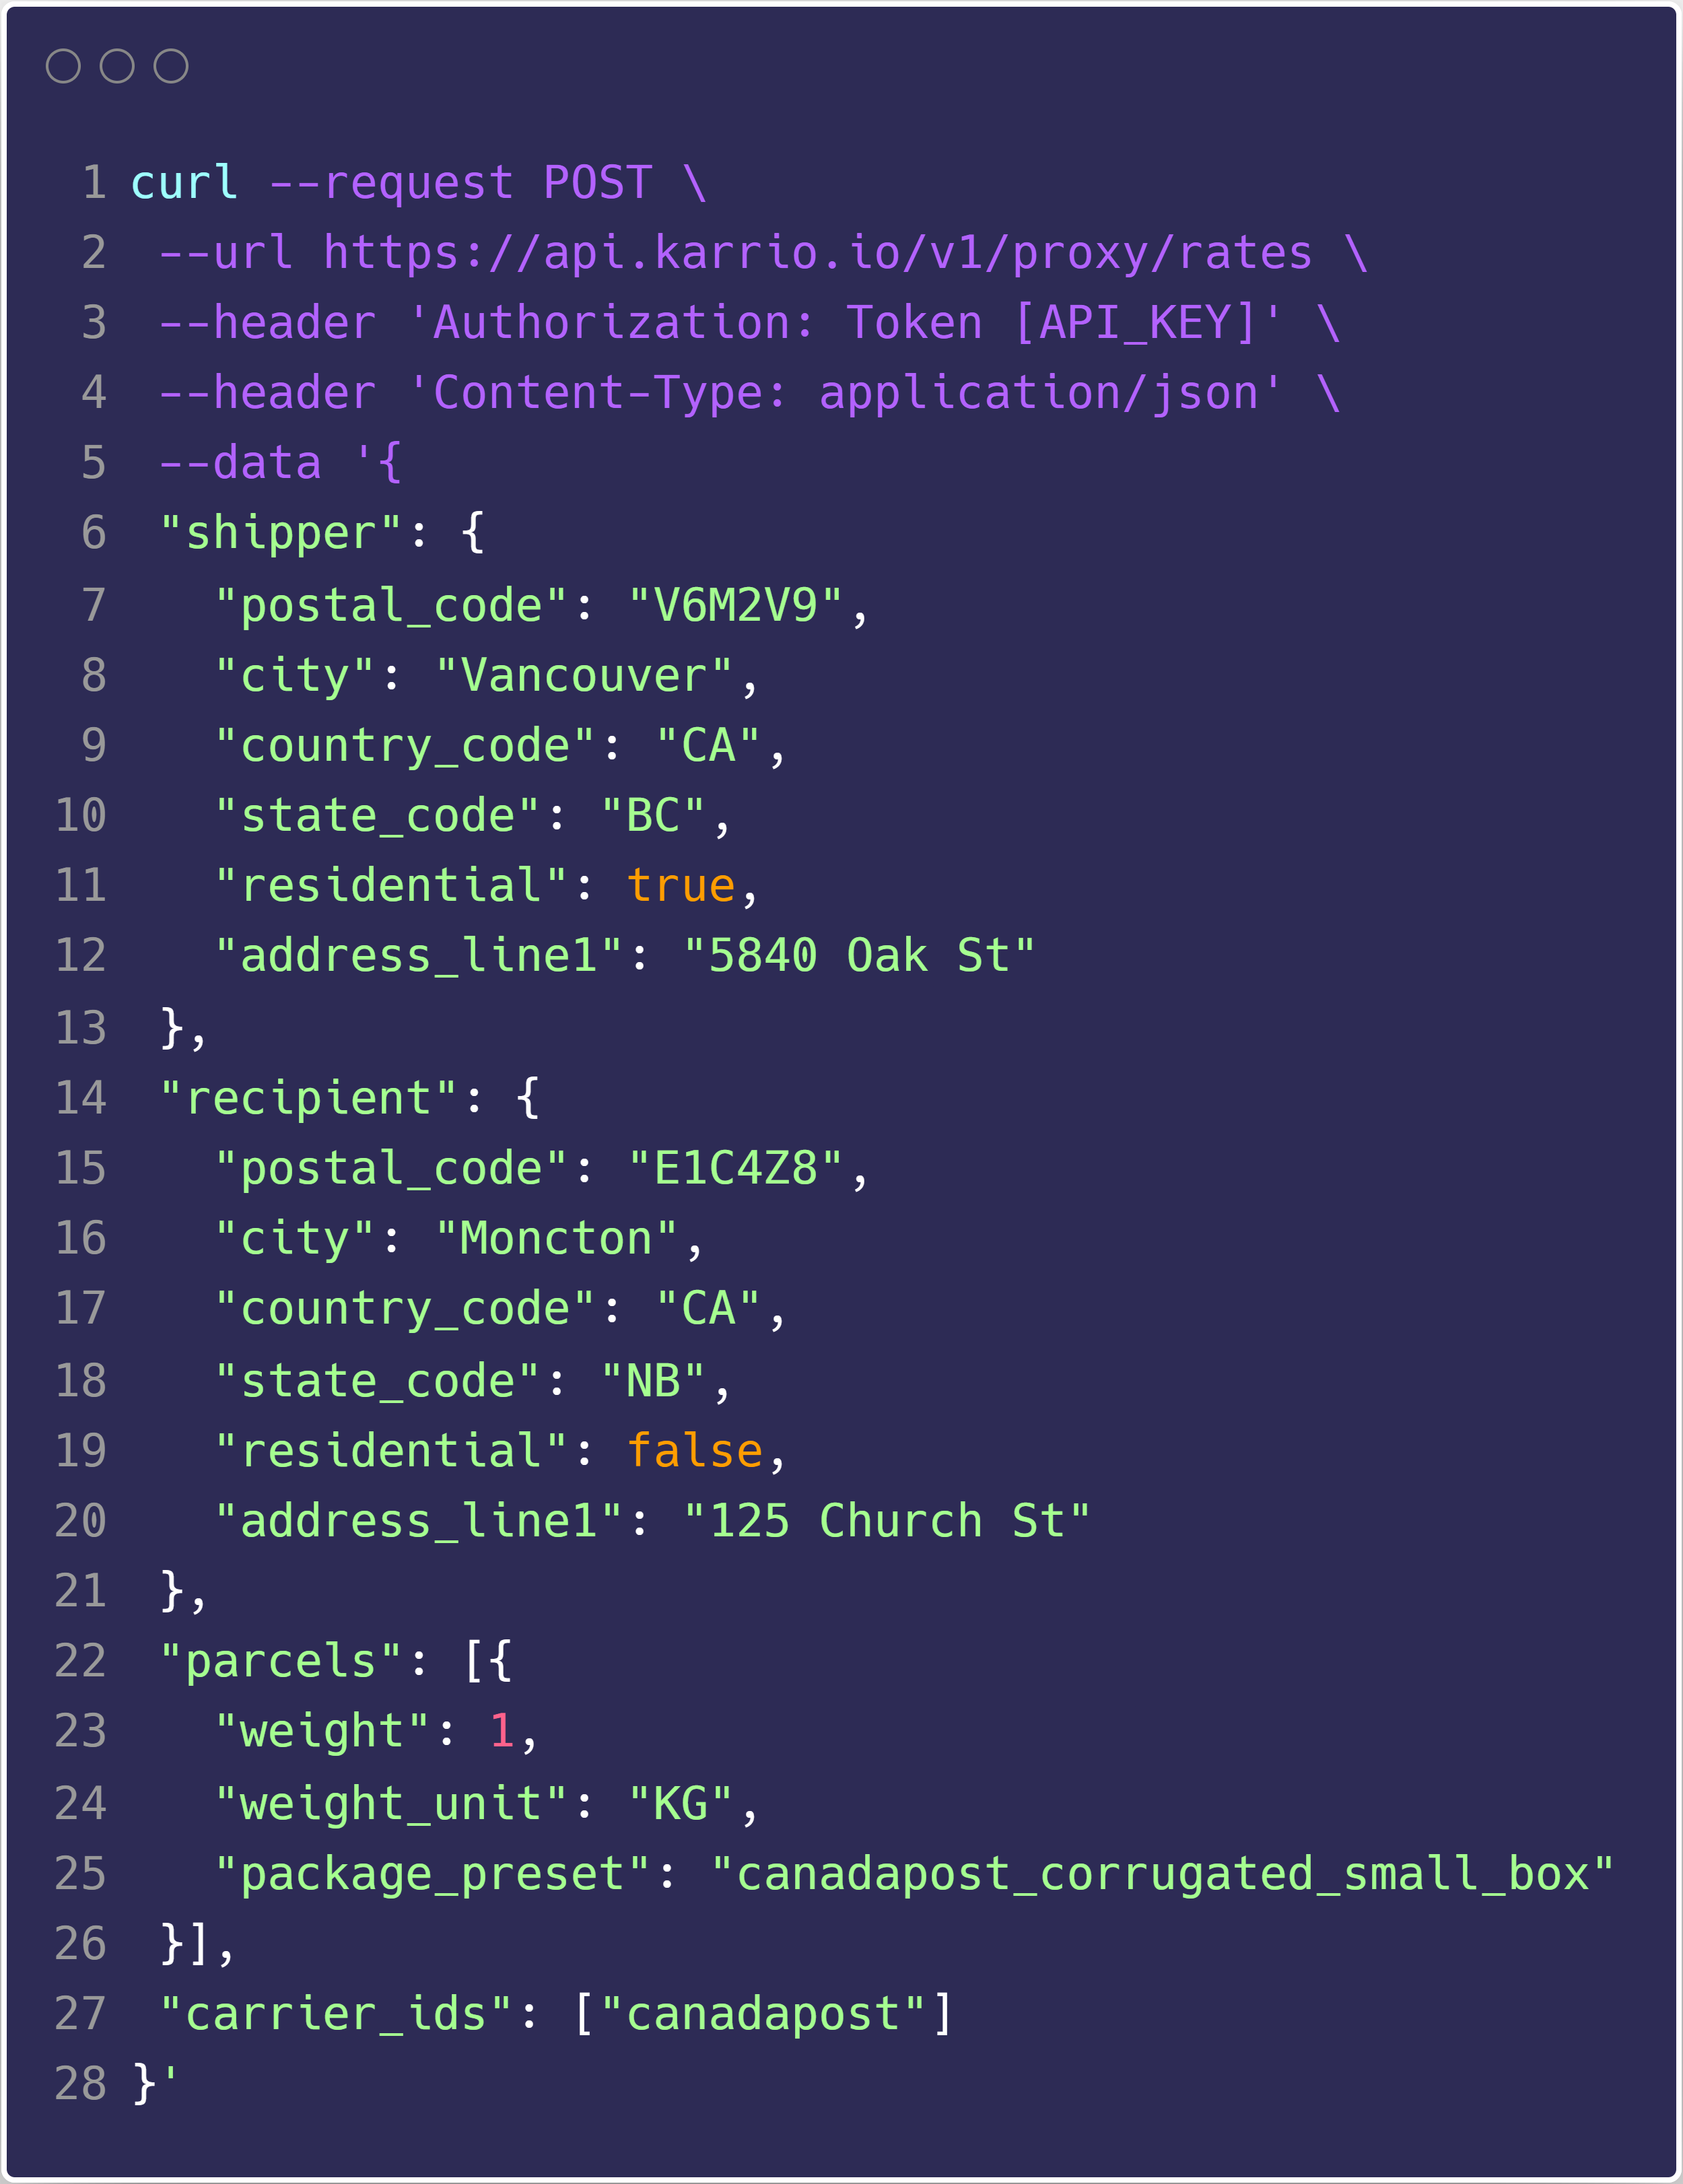 1 curl --request POST \
2  --url https://api.karrio.io/v1/proxy/rates \
3  --header 'Authorization: Token [API_KEY]' \
4  --header 'Content-Type: application/json' \
5  --data '{
6  "shipper": {
7    "postal_code": "V6M2V9",
8    "city": "Vancouver",
9    "country_code": "CA",
10    "state_code": "BC",
11    "residential": true,
12    "address_line1": "5840 Oak St"
13  },
14  "recipient": {
15    "postal_code": "E1C4Z8",
16    "city": "Moncton",
17    "country_code": "CA",
18    "state_code": "NB",
19    "residential": false,
20    "address_line1": "125 Church St"
21  },
22  "parcels": [{
23    "weight": 1,
24    "weight_unit": "KG",
25    "package_preset": "canadapost_corrugated_small_box"
26  }],
27  "carrier_ids": ["canadapost"]
28 }'